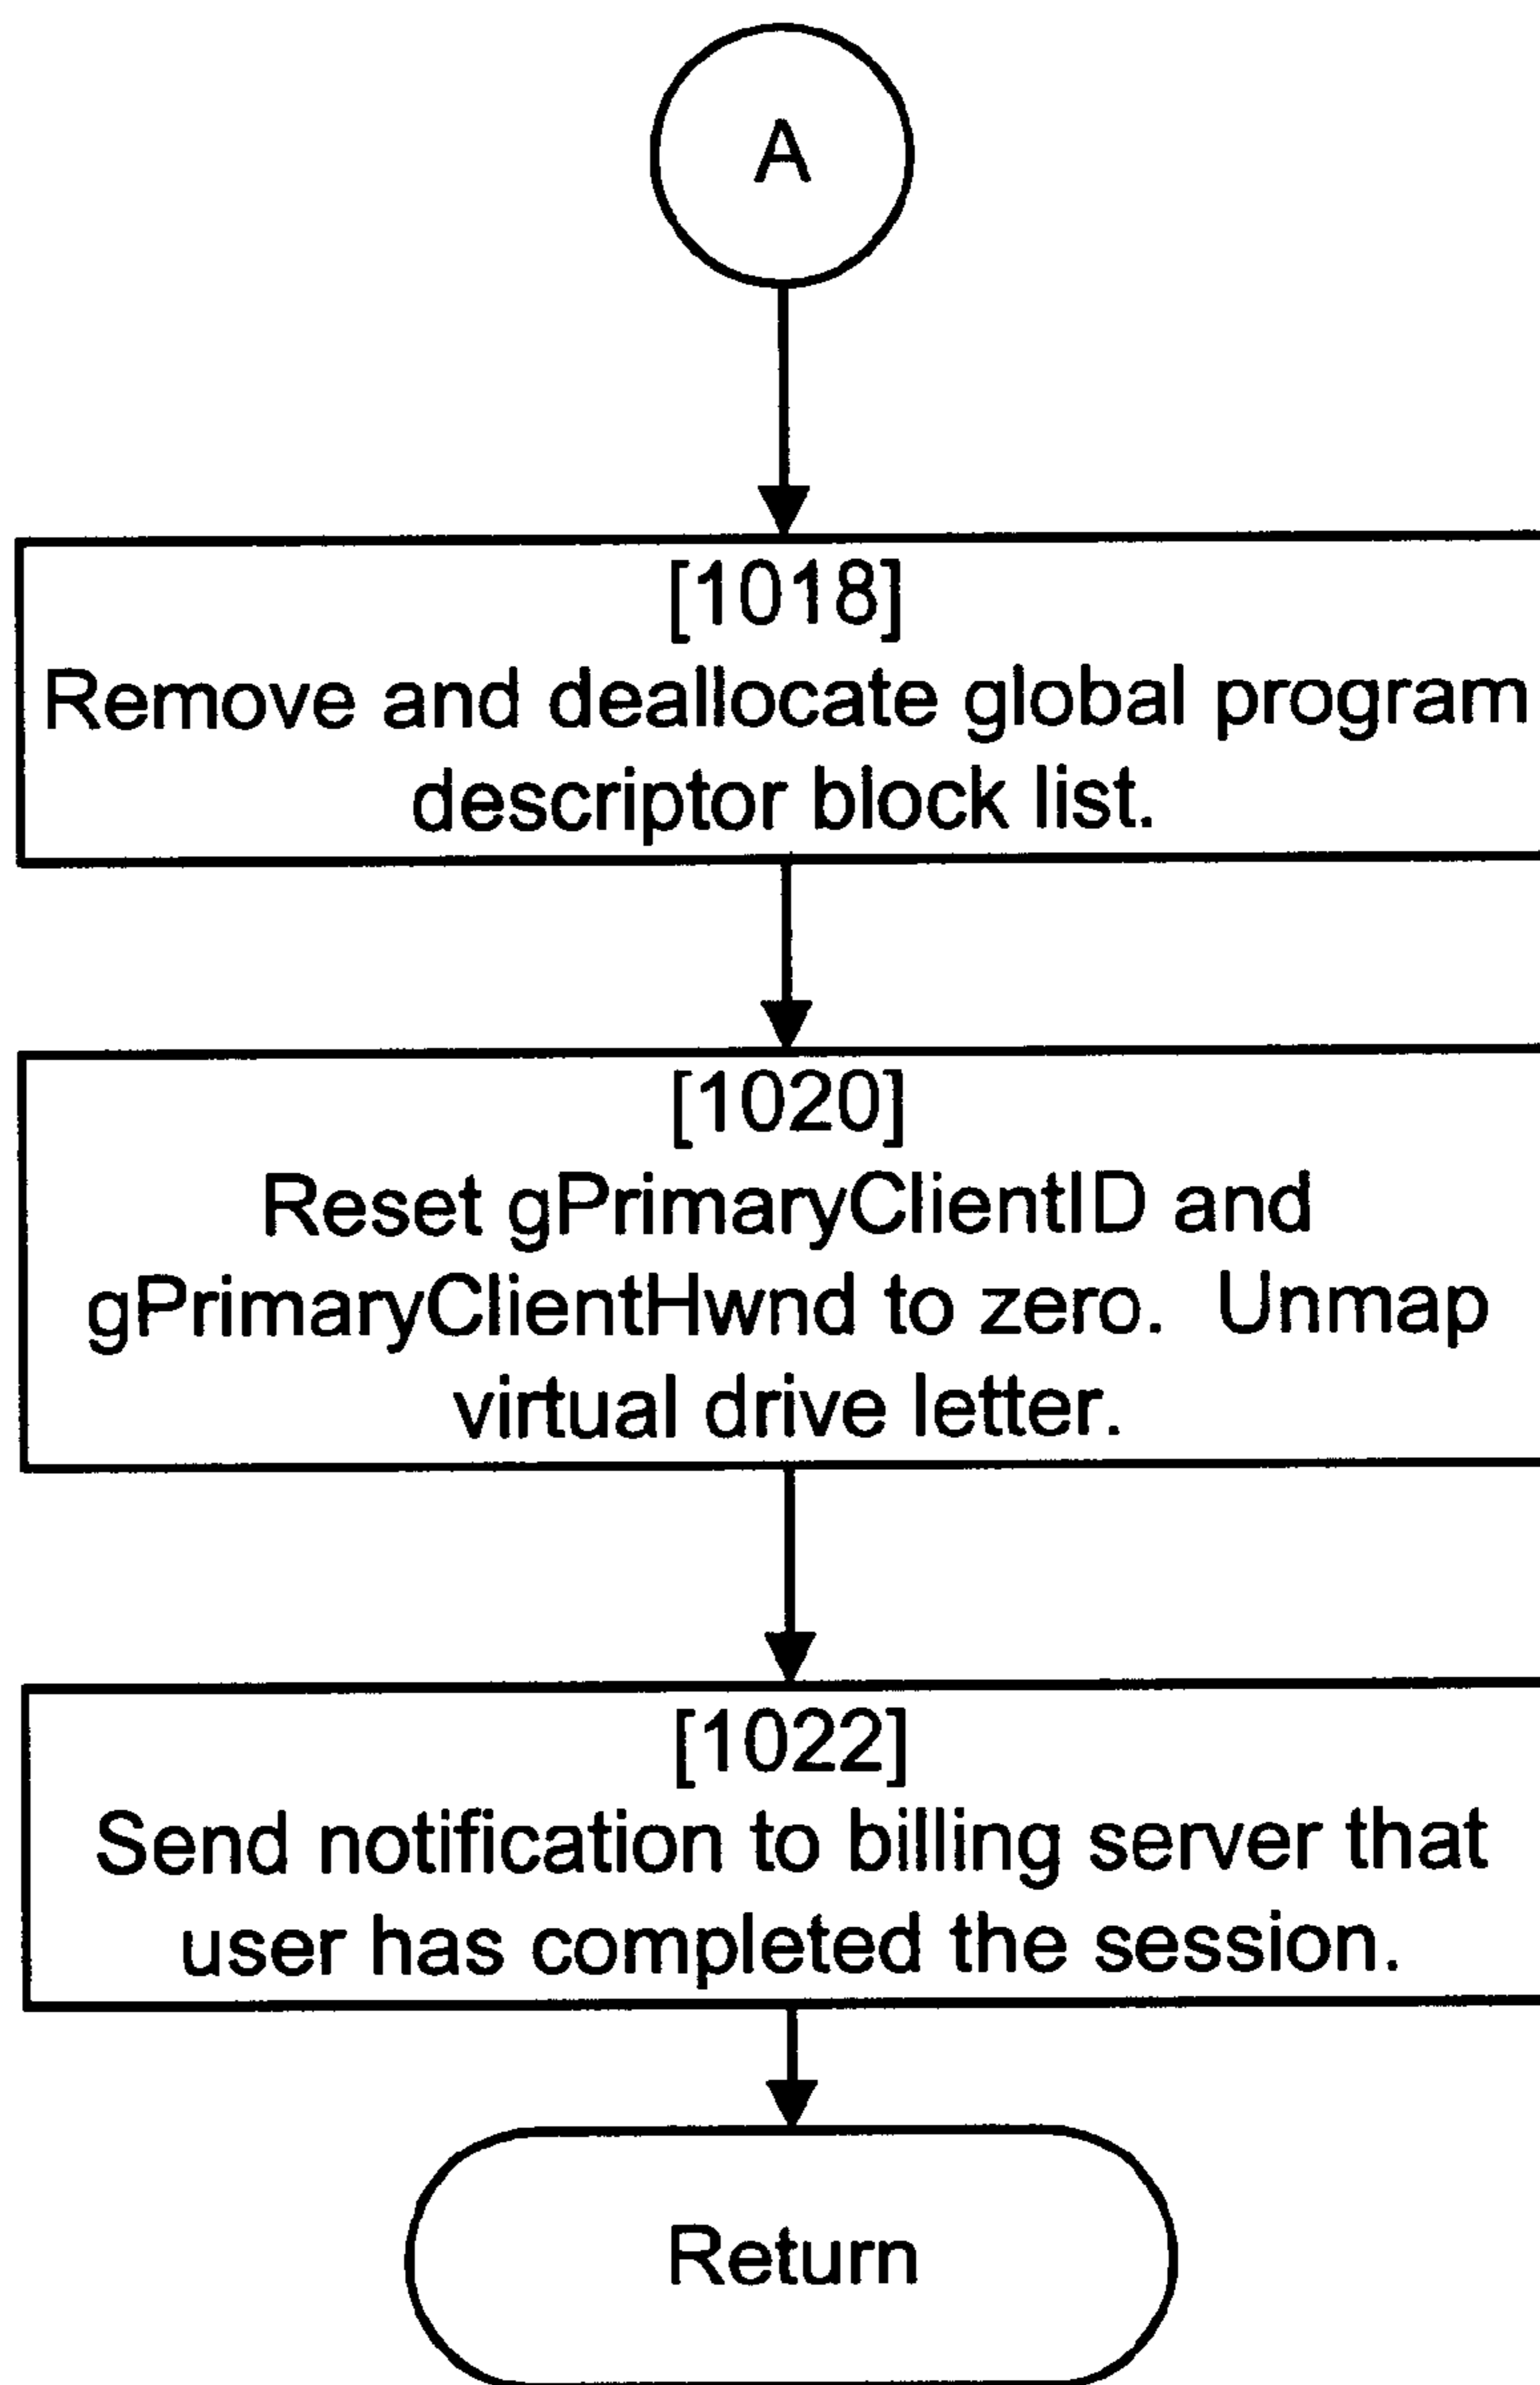 A
[1018]
Remove and deallocate global program
descriptor block list.
[1020]
Reset gPrimaryClientID and
gPrimaryClientHwnd to zero.  Unmap
virtual drive letter.
[1022]
Send notification to billing server that
user has completed the session.
Return